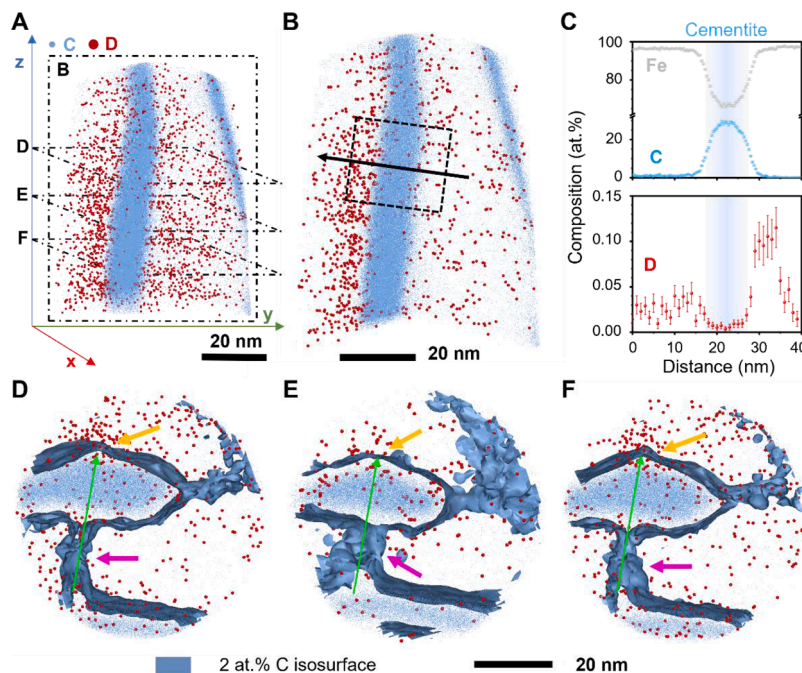 A
C D
z
B
D
E
F
y
x
20 nm
B
20 nm
C
Cementite
100
Fe
80
20
C
0
Composition (at.%)
0.15
D
0.10
0.05
0.00
0 10 20 30 40
Distance (nm)
D
E
F
2 at.% C isosurface
20 nm